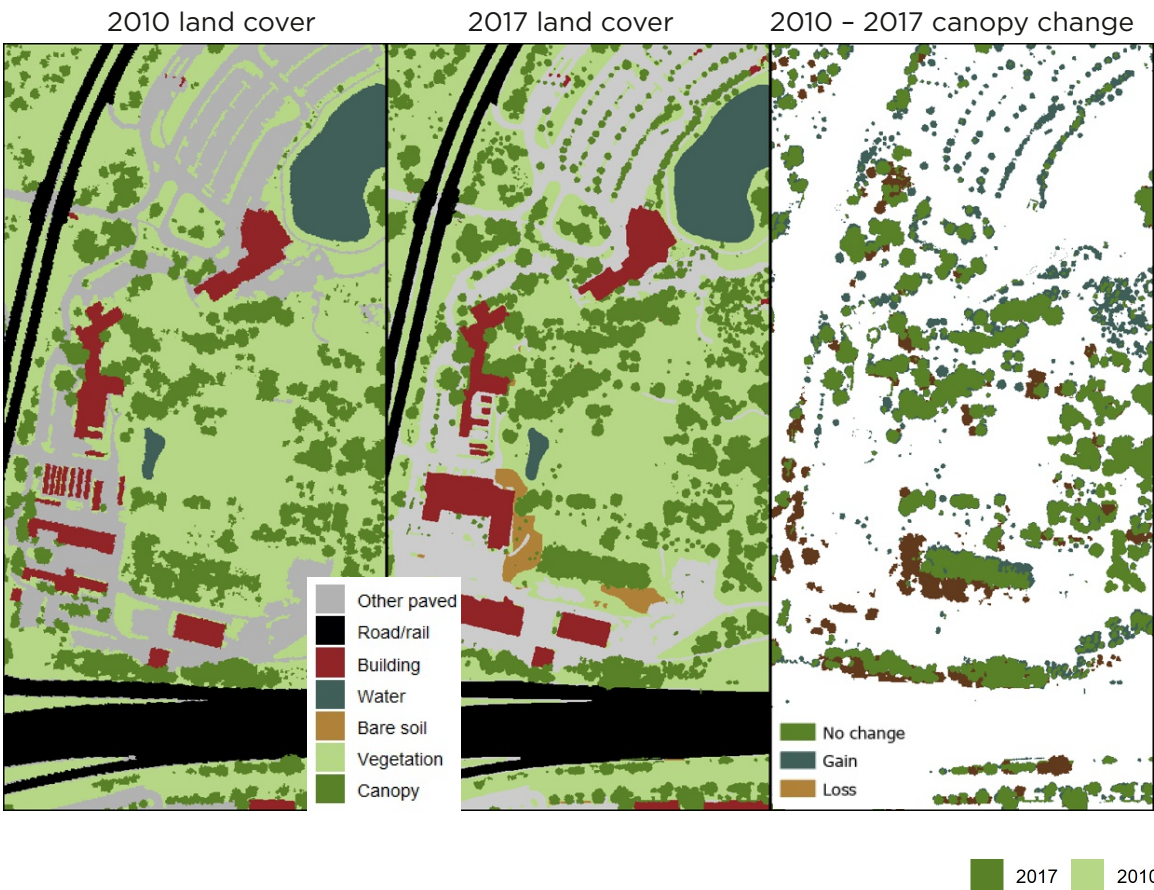 2010 land cover
2017 land cover
2010 – 2017 canopy change
Other paved
Road/rail
Building
Water
Bare soil
Vegetation
Canopy
No change
Gain
Loss
2017